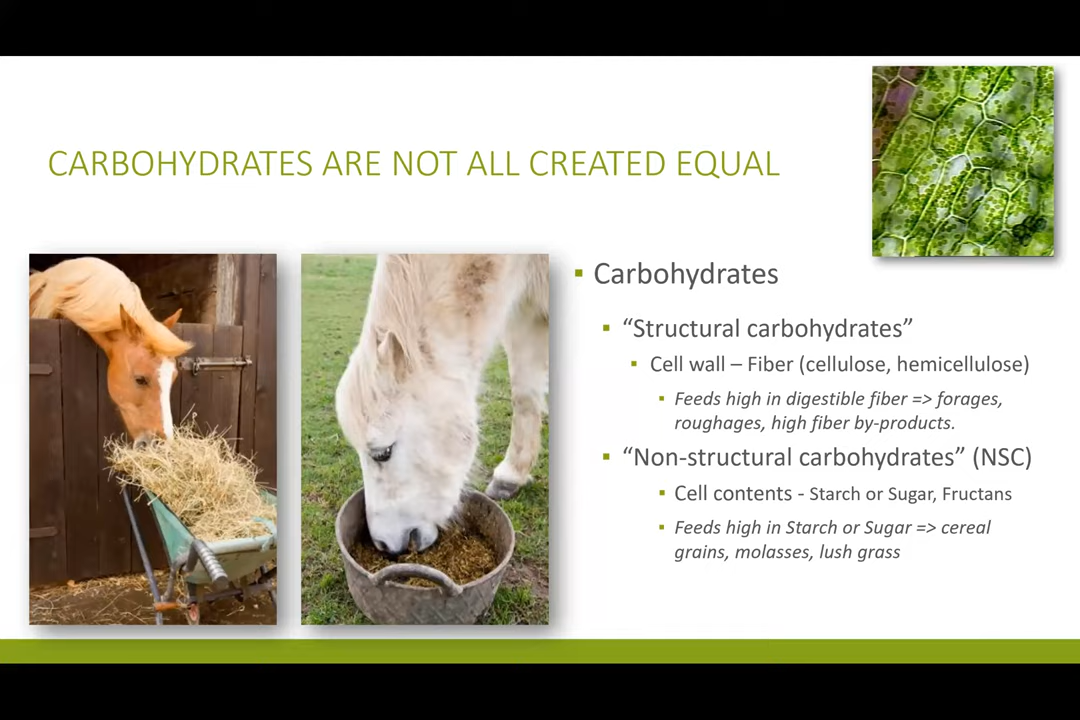 CARBOHYDRATES ARE NOT ALL CREATED EQUAL
▪ Carbohydrates
▪ “Structural carbohydrates”
▪ Cell wall – Fiber (cellulose, hemicellulose)
▪ Feeds high in digestible fiber => forages,
roughages, high fiber by-products.
▪ “Non-structural carbohydrates” (NSC)
▪ Cell contents - Starch or Sugar, Fructans
▪ Feeds high in Starch or Sugar => cereal
grains, molasses, lush grass